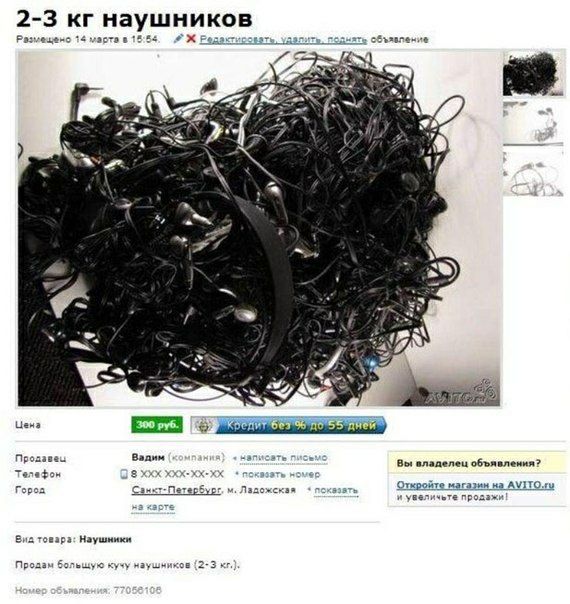 2-3 кг наушников
Размещено 14 марта в 15:54. Редактировать, удалить, поднять объявление
AVITO.ru
Цена 300 руб. Кредит без % до 55 дней
Продавец Вадим (компания) написать письмо
Телефон 8 XXX XXX-XX-XX показать номер
Город Санкт-Петербург, м. Ладожская показать
на карте
Вы владелец объявления?
Откройте магазин на AVITO.ru
и увеличьте продажи!
Вид товара: Наушники
Продам большую кучу наушников (2-3 кг.).
Номер объявления: 77056106